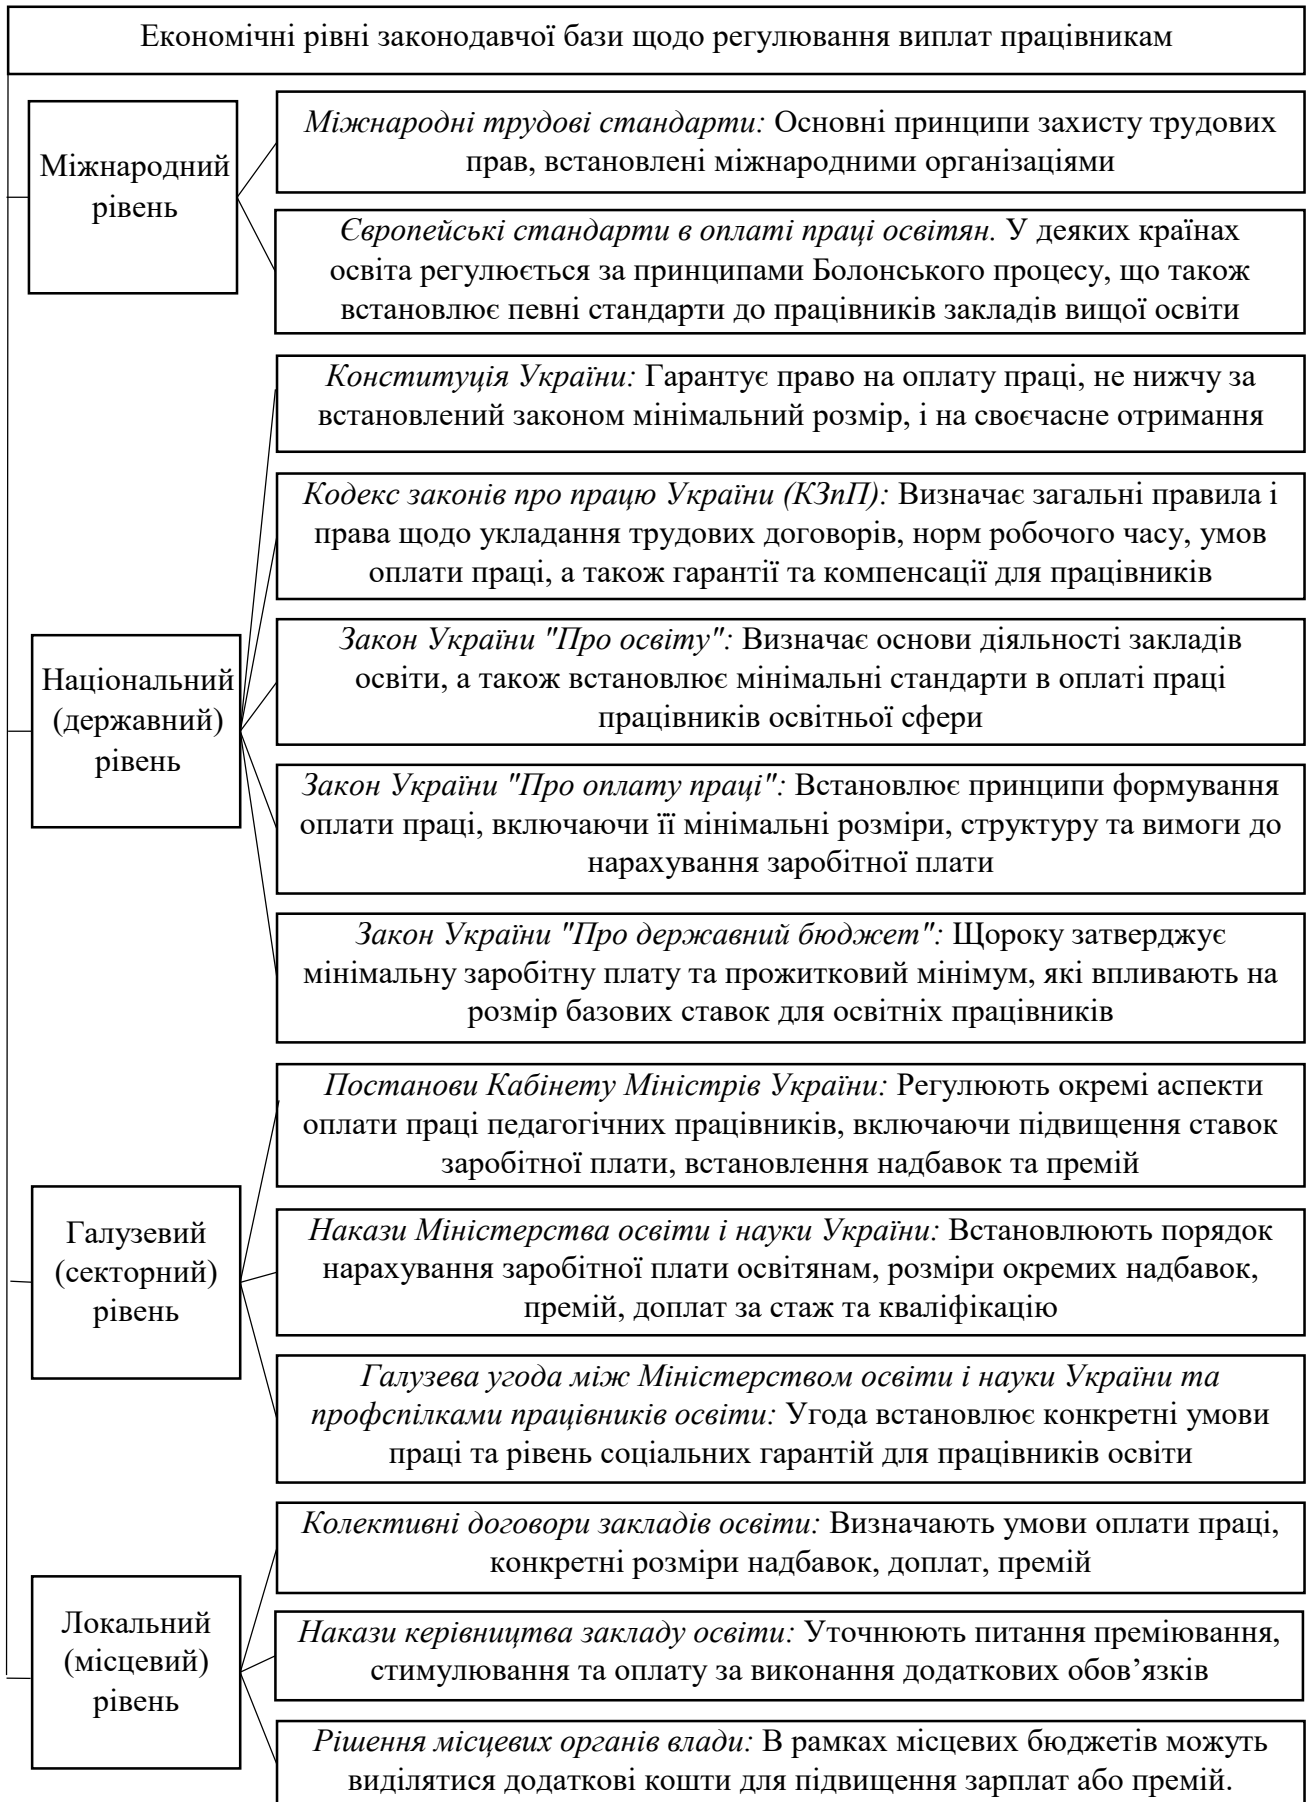 Економічні рівні законодавчої бази щодо регулювання виплат працівникам
Міжнародний
рівень
Міжнародні трудові стандарти: Основні принципи захисту трудових
прав, встановлені міжнародними організаціями
Європейські стандарти в оплаті праці освітян. У деяких країнах
освіта регулюється за принципами Болонського процесу, що також
встановлює певні стандарти до працівників закладів вищої освіти
Національний
(державний)
рівень
Конституція України: Гарантує право на оплату праці, не нижчу за
встановлений законом мінімальний розмір, і на своєчасне отримання
Кодекс законів про працю України (КЗпП): Визначає загальні правила і
права щодо укладання трудових договорів, норм робочого часу, умов
оплати праці, а також гарантії та компенсації для працівників
Закон України "Про освіту": Визначає основи діяльності закладів
освіти, а також встановлює мінімальні стандарти в оплаті праці
працівників освітньої сфери
Закон України "Про оплату праці": Встановлює принципи формування
оплати праці, включаючи її мінімальні розміри, структуру та вимоги до
нарахування заробітної плати
Закон України "Про державний бюджет": Щороку затверджує
мінімальну заробітну плату та прожитковий мінімум, які впливають на
розмір базових ставок для освітніх працівників
Галузевий
(секторний)
рівень
Постанови Кабінету Міністрів України: Регулюють окремі аспекти
оплати праці педагогічних працівників, включаючи підвищення ставок
заробітної плати, встановлення надбавок та премій
Накази Міністерства освіти і науки України: Встановлюють порядок
нарахування заробітної плати освітянам, розміри окремих надбавок,
премій, доплат за стаж та кваліфікацію
Галузева угода між Міністерством освіти і науки України та
профспілками працівників освіти: Угода встановлює конкретні умови
праці та рівень соціальних гарантій для працівників освіти
Локальний
(місцевий)
рівень
Колективні договори закладів освіти: Визначають умови оплати праці,
конкретні розміри надбавок, доплат, премій
Накази керівництва закладу освіти: Уточнюють питання преміювання,
стимулювання та оплату за виконання додаткових обов’язків
Рішення місцевих органів влади: В рамках місцевих бюджетів можуть
виділятися додаткові кошти для підвищення зарплат або премій.